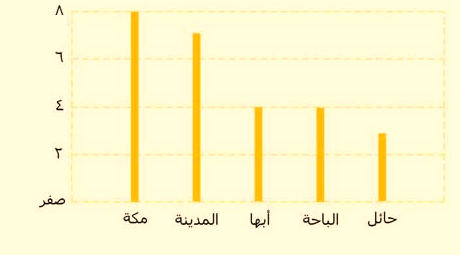 ٨
٦
٤
٢
صفر
مكة
المدينة
أبها
الباحة
حائل